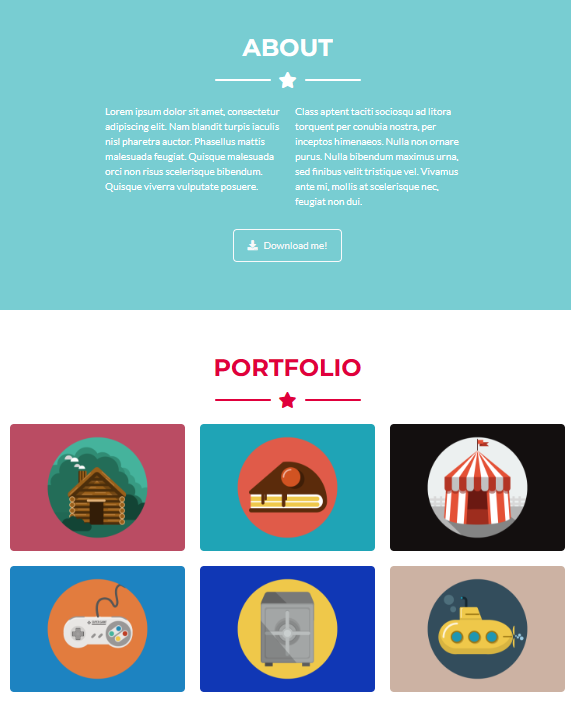 ABOUT
Lorem ipsum dolor sit amet, consectetur
adipiscing elit. Nam blandit turpis iaculis
nisl pharetra auctor. Phasellus mattis
malesuada feugiat. Quisque malesuada
orci non risus scelerisque bibendum.
Quisque viverra vulputate posuere.
Class aptent taciti sociosqu ad litora
torquent per conubia nostra, per
inceptos himenaeos. Nulla non ornare
purus. Nulla bibendum maximus urna,
sed finibus velit tristique vel. Vivamus
ante mi, mollis at scelerisque nec,
feugiat non dui.
Download me!
PORTFOLIO